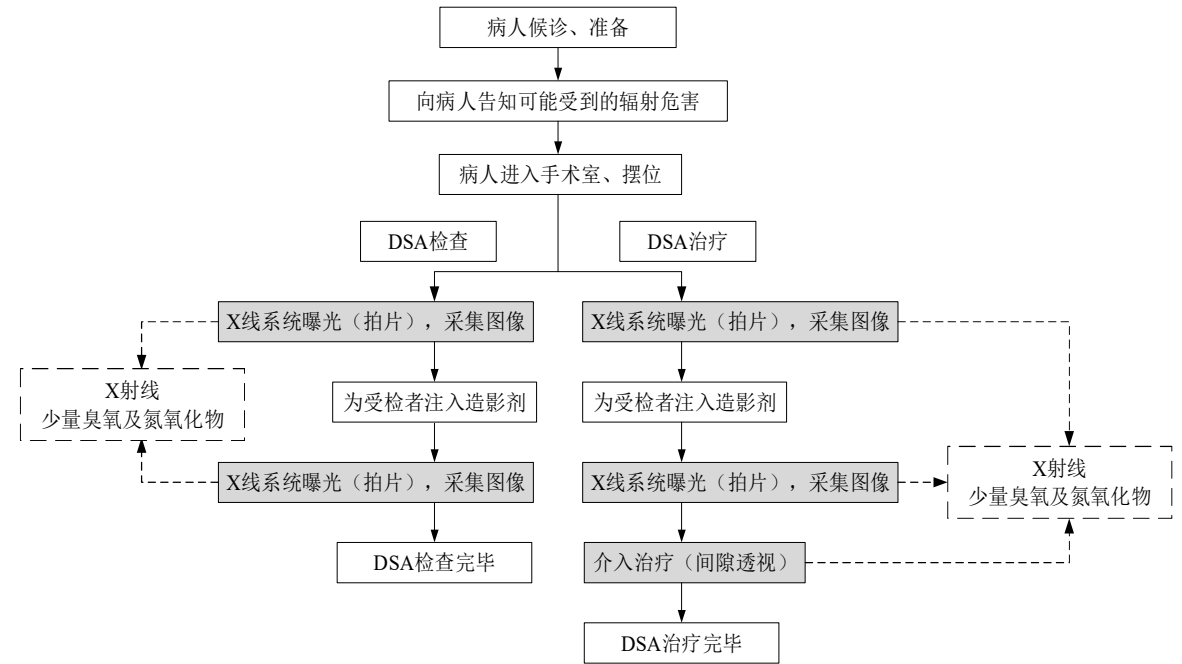 病人候诊、准备
向病人告知可能受到的辐射危害
病人进入手术室、摆位
DSA检查
DSA治疗
X线系统曝光（拍片），采集图像
X线系统曝光（拍片），采集图像
X射线
少量臭氧及氮氧化物
为受检者注入造影剂
为受检者注入造影剂
X线系统曝光（拍片），采集图像
X线系统曝光（拍片），采集图像
X射线
少量臭氧及氮氧化物
DSA检查完毕
介入治疗（间隙透视）
DSA治疗完毕